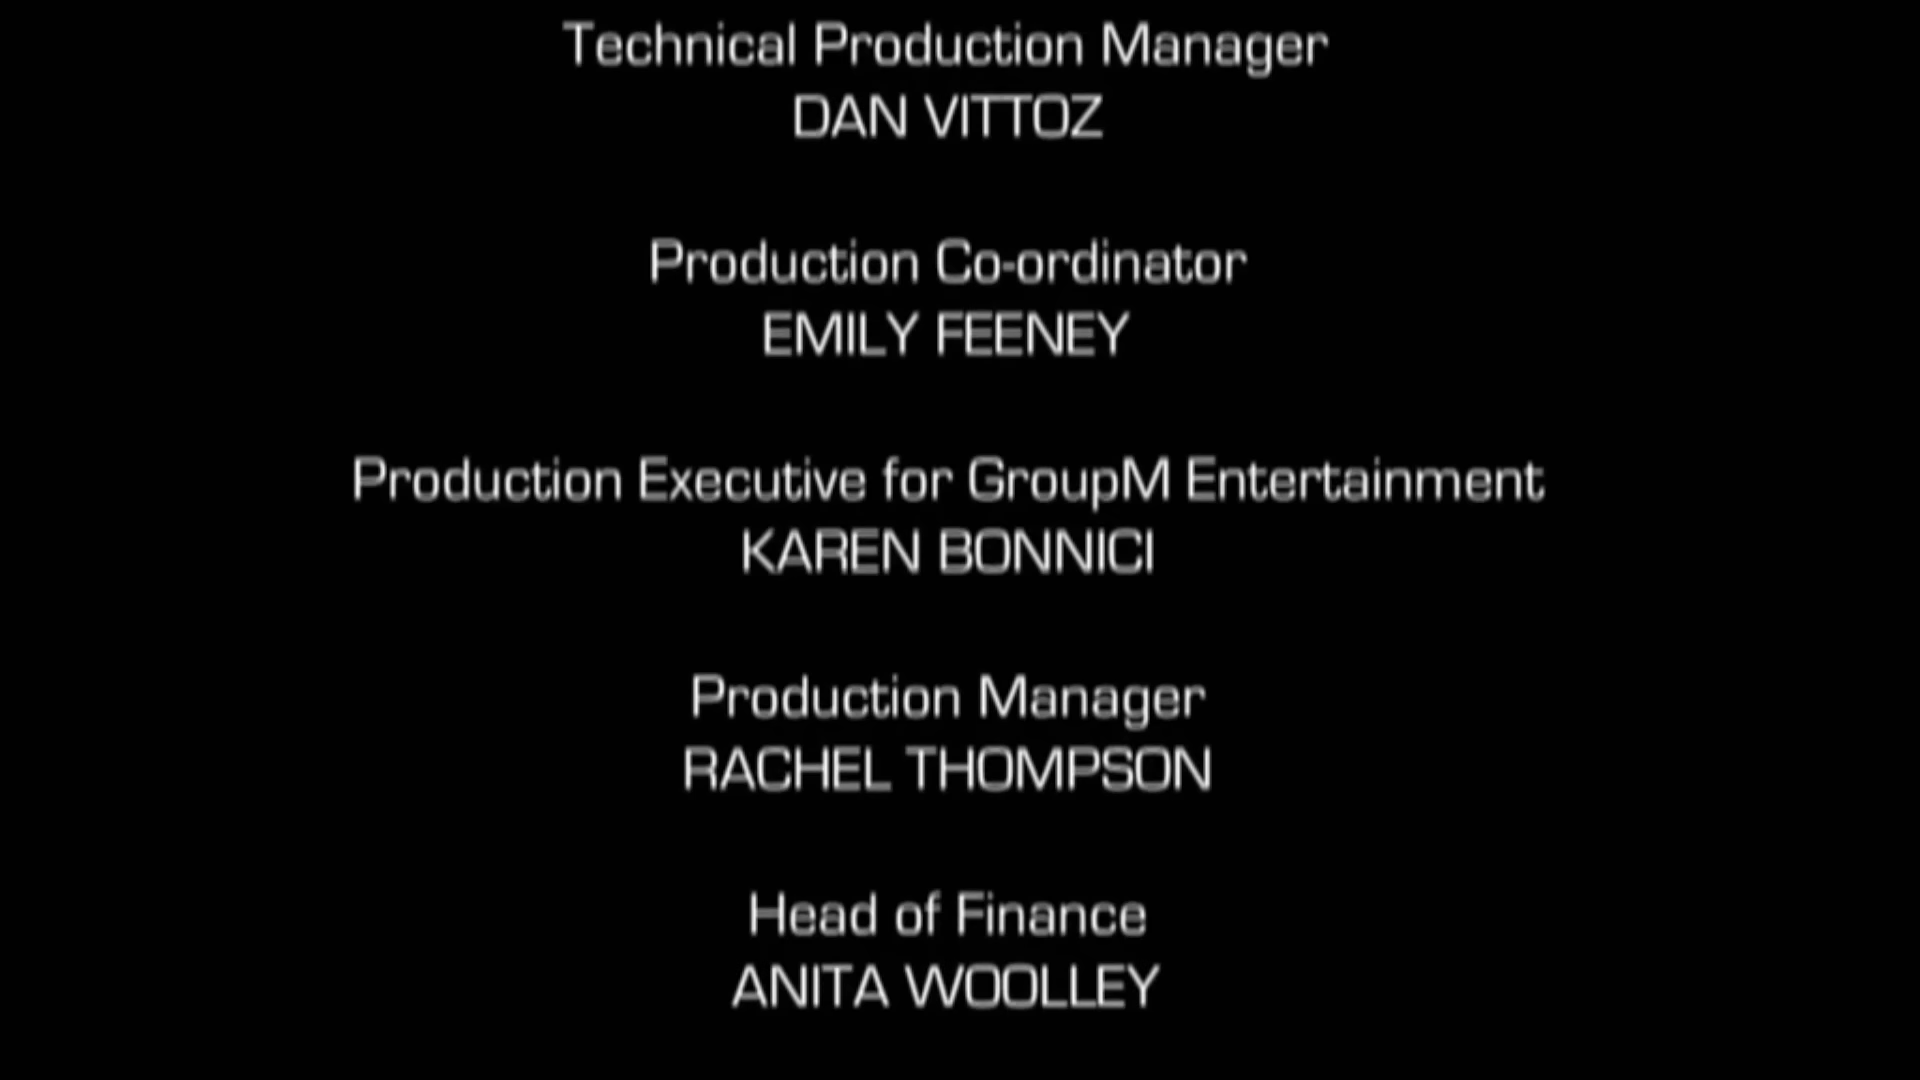 Technical Production Manager
DAN VITTOZ
Production Co-ordinator
EMILY FEENEY
Production Executive for GroupM Entertainment
KAREN BONNICI
Production Manager
RACHEL THOMPSON
Head of Finance
ANITA WOOLLEY